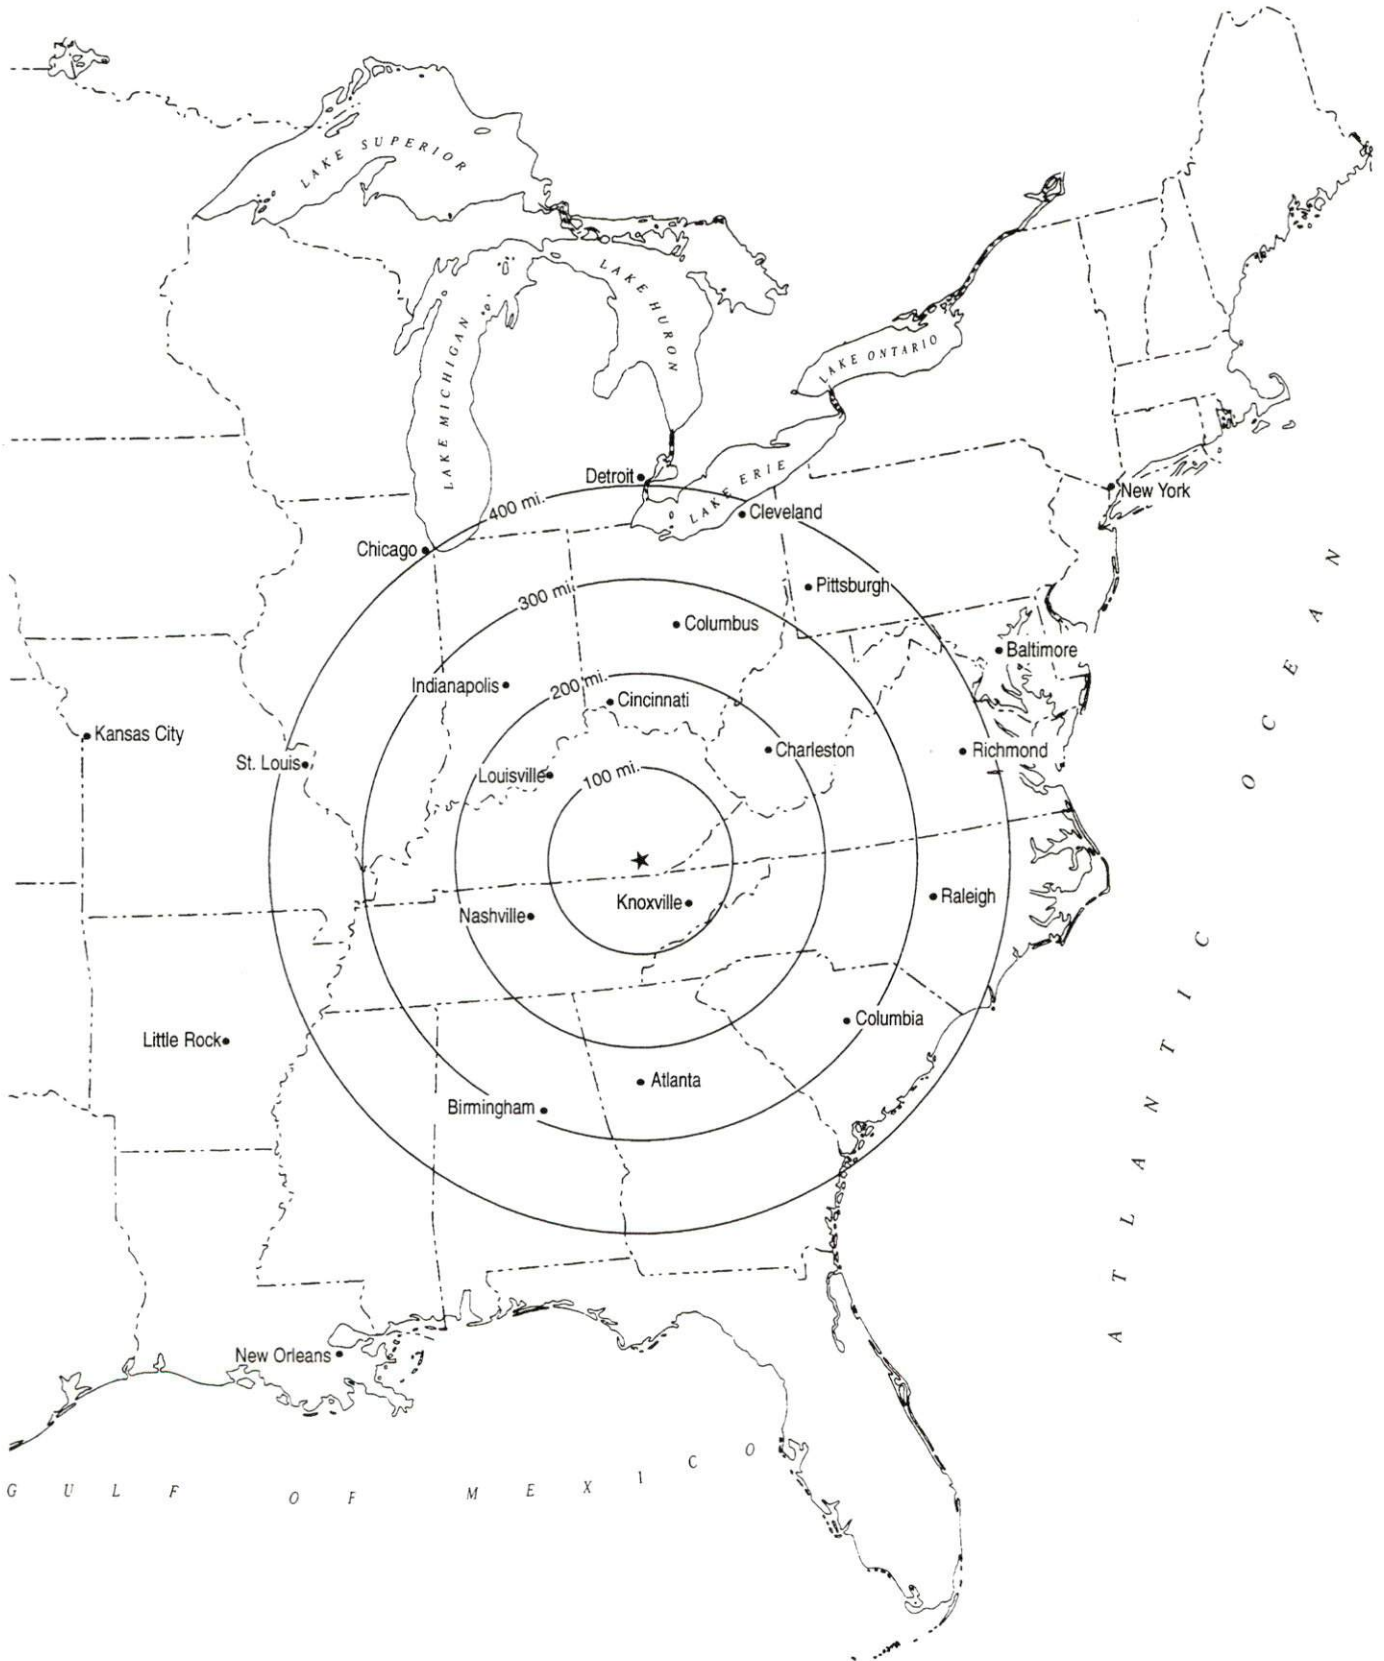 LAKE SUPERIOR
LAKE HURON
LAKE MICHIGAN
LAKE ONTARIO
LAKE ERIE
Detroit
New York
400 mi.
Cleveland
Chicago
Pittsburgh
300 mi.
Columbus
Baltimore
Indianapolis
200 mi.
Cincinnati
Kansas City
Charleston
Richmond
St. Louis
Louisville
100 mi.
Knoxville
Raleigh
Nashville
Columbia
Little Rock
Atlanta
Birmingham
ATLANTIC OCEAN
New Orleans
GULF OF MEXICO